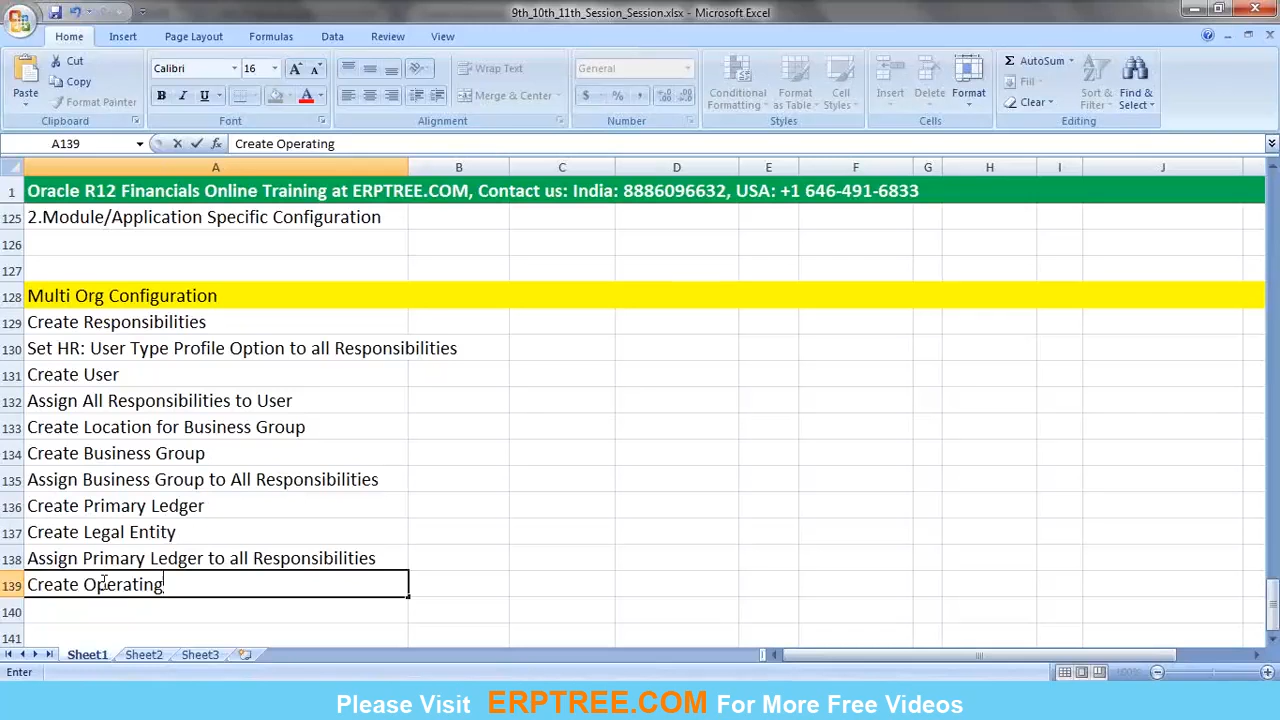 9th_10th_11th_Session_Session.xlsx - Microsoft Excel
Home Insert Page Layout Formulas Data Review View
Cut
Copy
Format Painter
Paste
Clipboard
Calibri 16
B I U
Font
Wrap Text
Merge & Center
Alignment
General
$ % ,
Number
Conditional Formatting
Format as Table
Cell Styles
Styles
Insert Delete Format
Cells
AutoSum
Fill
Clear
Sort & Filter
Find & Select
Editing
A139 fx Create Operating
A B C D E F G H I J
1 Oracle R12 Financials Online Training at ERPTREE.COM, Contact us: India: 8886096632, USA: +1 646-491-6833
125 2.Module/Application Specific Configuration
126
127
128 Multi Org Configuration
129 Create Responsibilities
130 Set HR: User Type Profile Option to all Responsibilities
131 Create User
132 Assign All Responsibilities to User
133 Create Location for Business Group
134 Create Business Group
135 Assign Business Group to All Responsibilities
136 Create Primary Ledger
137 Create Legal Entity
138 Assign Primary Ledger to all Responsibilities
139 Create Operating
140
141
Sheet1 Sheet2 Sheet3
Enter 100%
Please Visit ERPTREE.COM For More Free Videos